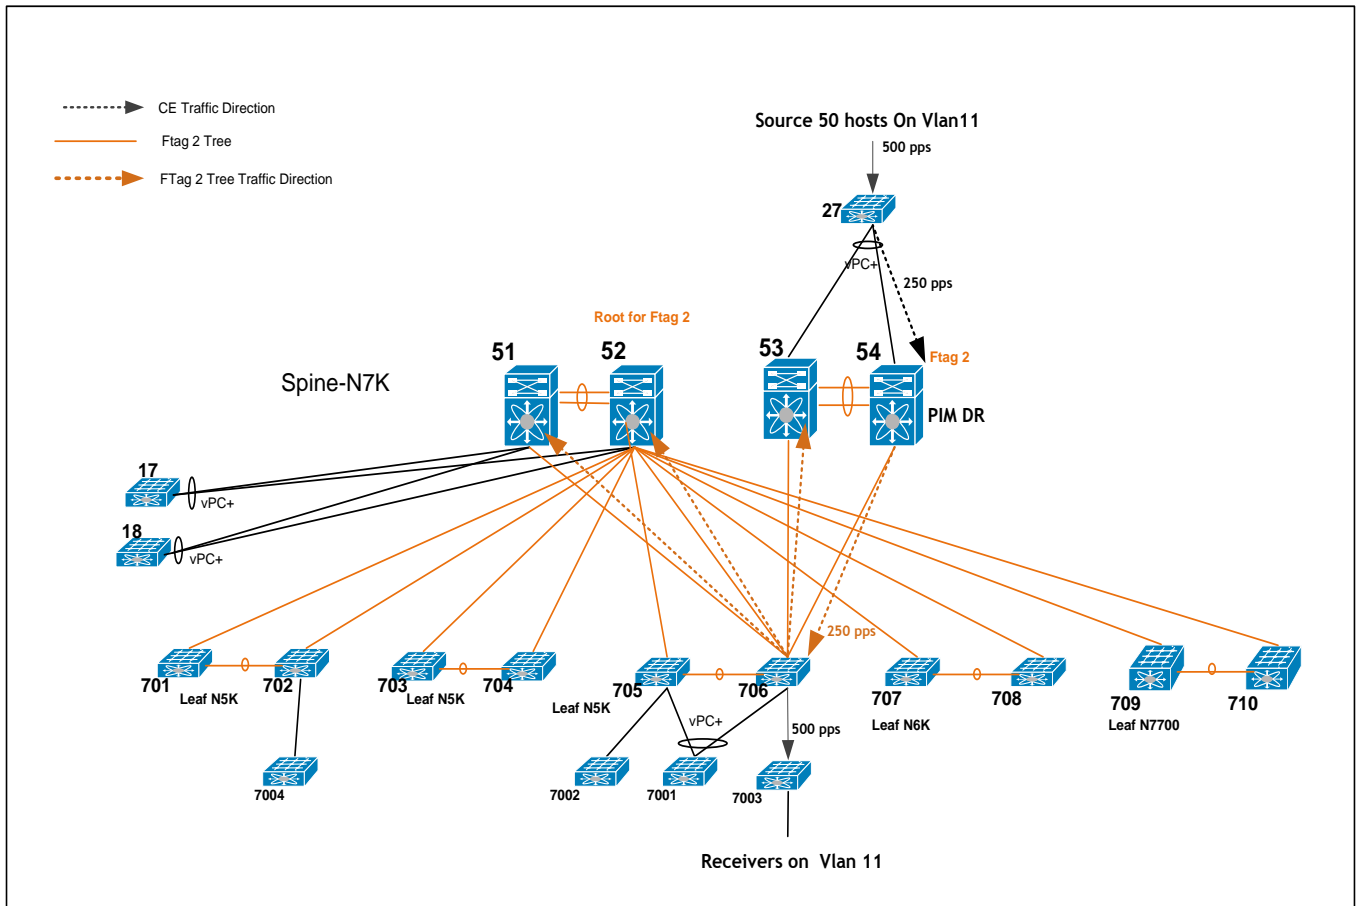 CE Traffic Direction
Ftag 2 Tree
FTag 2 Tree Traffic Direction
Source 50 hosts On Vlan11
500 pps
27
vPC+
250 pps
Root for Ftag 2
51
52
53
54
Ftag 2
Spine-N7K
PIM DR
17
vPC+
18
vPC+
250 pps
701
Leaf N5K
702
703
Leaf N5K
704
705
Leaf N5K
706
707
Leaf N6K
708
709
Leaf N7700
710
vPC+
500 pps
7004
7002
7001
7003
Receivers on Vlan 11